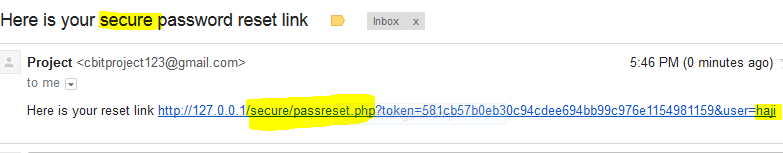 Here is your secure password reset link Inbox x
Project <cbitproject123@gmail.com> 5:46 PM (0 minutes ago)
to me
Here is your reset link http://127.0.0.1/secure/passreset.php?token=581cb57b0eb30c94cdee694bb99c976e1154981159&user=haji